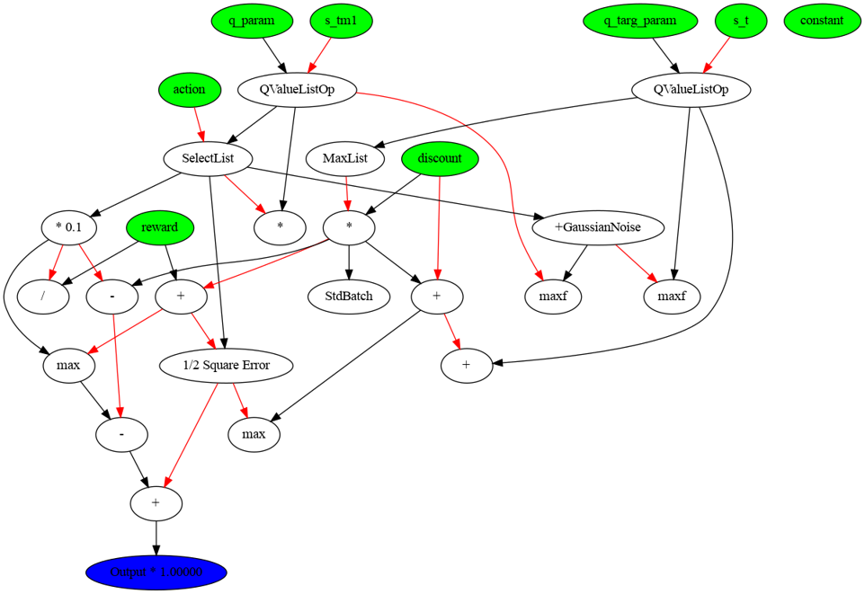 q_param
s_tm1
q_targ_param
s_t
constant
action
QValueListOp
QValueListOp
SelectList
MaxList
discount
* 0.1
reward
*
*
+GaussianNoise
/
-
+
StdBatch
+
maxf
maxf
max
1/2 Square Error
+
-
max
+
Output * 1.00000